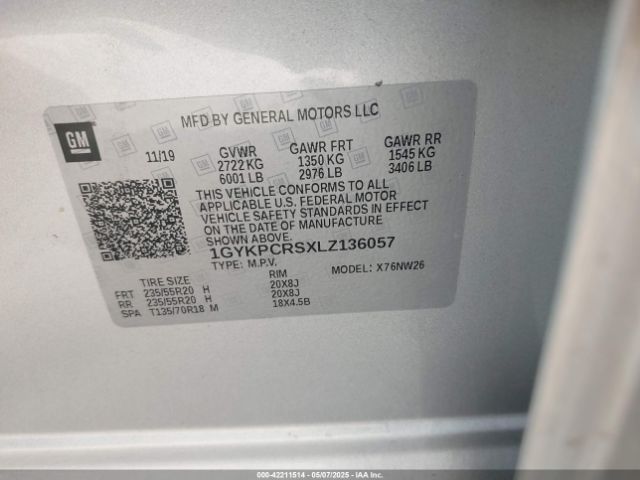 MFD BY GENERAL MOTORS LLC
GM
11/19 GVWR GAWR FRT GAWR RR
2722 KG 1350 KG 1545 KG
6001 LB 2976 LB 3406 LB
THIS VEHICLE CONFORMS TO ALL
APPLICABLE U.S. FEDERAL MOTOR
VEHICLE SAFETY STANDARDS IN EFFECT
ON THE DATE OF MANUFACTURE
SHOWN ABOVE.
1GYKPCRSXLZ136057
TYPE: M.P.V. MODEL: X76NW26
TIRE SIZE RIM
FRT 235/55R20 H 20X8J
RR 235/55R20 H 20X8J
SPA T135/70R18 M 18X4.5B
000-42211514 - 05/07/2025 - IAA Inc.